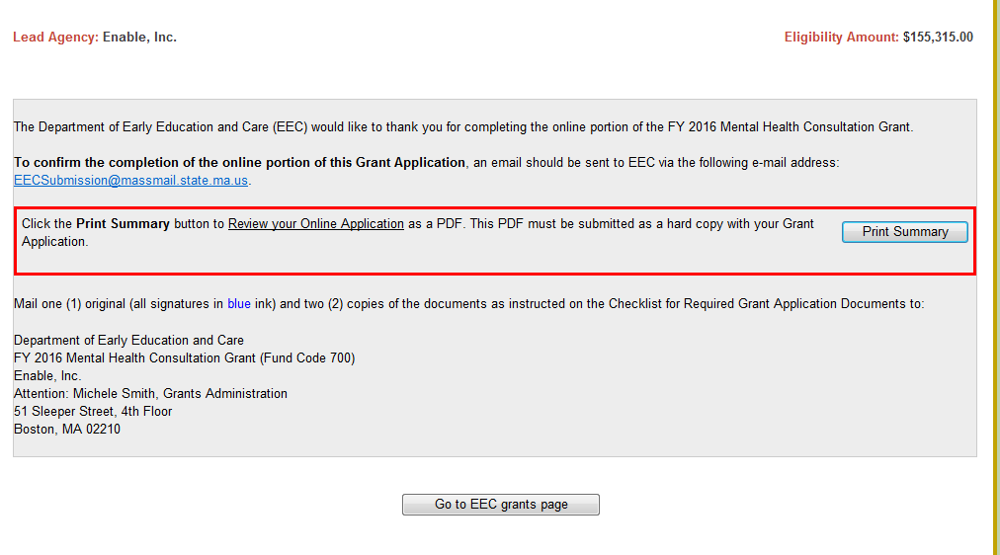 Lead Agency: Enable, Inc.
Eligibility Amount: $155,315.00
The Department of Early Education and Care (EEC) would like to thank you for completing the online portion of the FY 2016 Mental Health Consultation Grant.
To confirm the completion of the online portion of this Grant Application, an email should be sent to EEC via the following e-mail address:
EECSubmission@massmail.state.ma.us.
Click the Print Summary button to Review your Online Application as a PDF. This PDF must be submitted as a hard copy with your Grant
Application.
Print Summary
Mail one (1) original (all signatures in blue ink) and two (2) copies of the documents as instructed on the Checklist for Required Grant Application Documents to:
Department of Early Education and Care
FY 2016 Mental Health Consultation Grant (Fund Code 700)
Enable, Inc.
Attention: Michele Smith, Grants Administration
51 Sleeper Street, 4th Floor
Boston, MA 02210
Go to EEC grants page